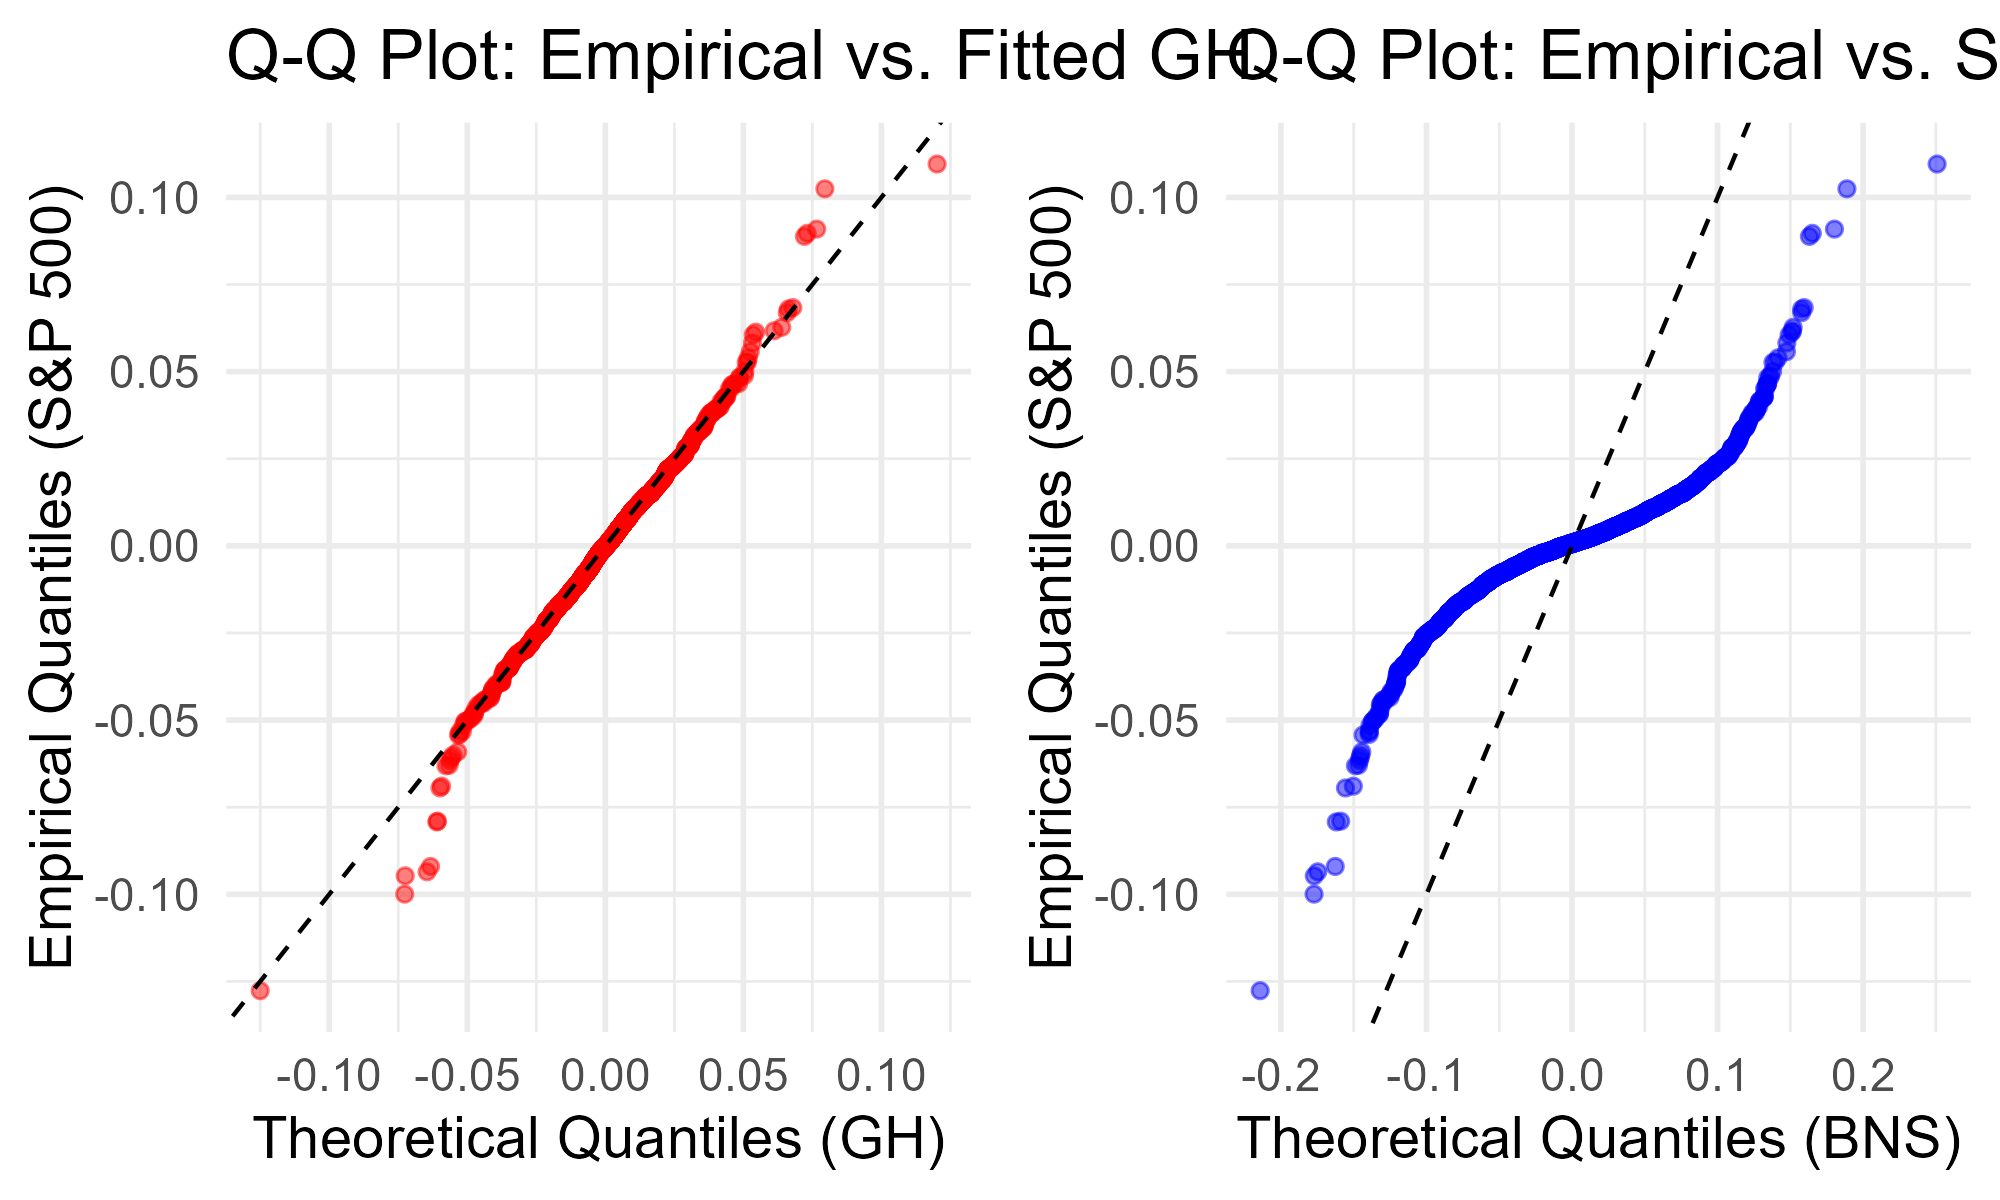 Q-Q Plot: Empirical vs. Fitted GH
Q-Q Plot: Empirical vs. S
Empirical Quantiles (S&P 500)
0.10
0.05
0.00
-0.05
-0.10
-0.10 -0.05 0.00 0.05 0.10
Theoretical Quantiles (GH)
Empirical Quantiles (S&P 500)
0.10
0.05
0.00
-0.05
-0.10
-0.2 -0.1 0.0 0.1 0.2
Theoretical Quantiles (BNS)